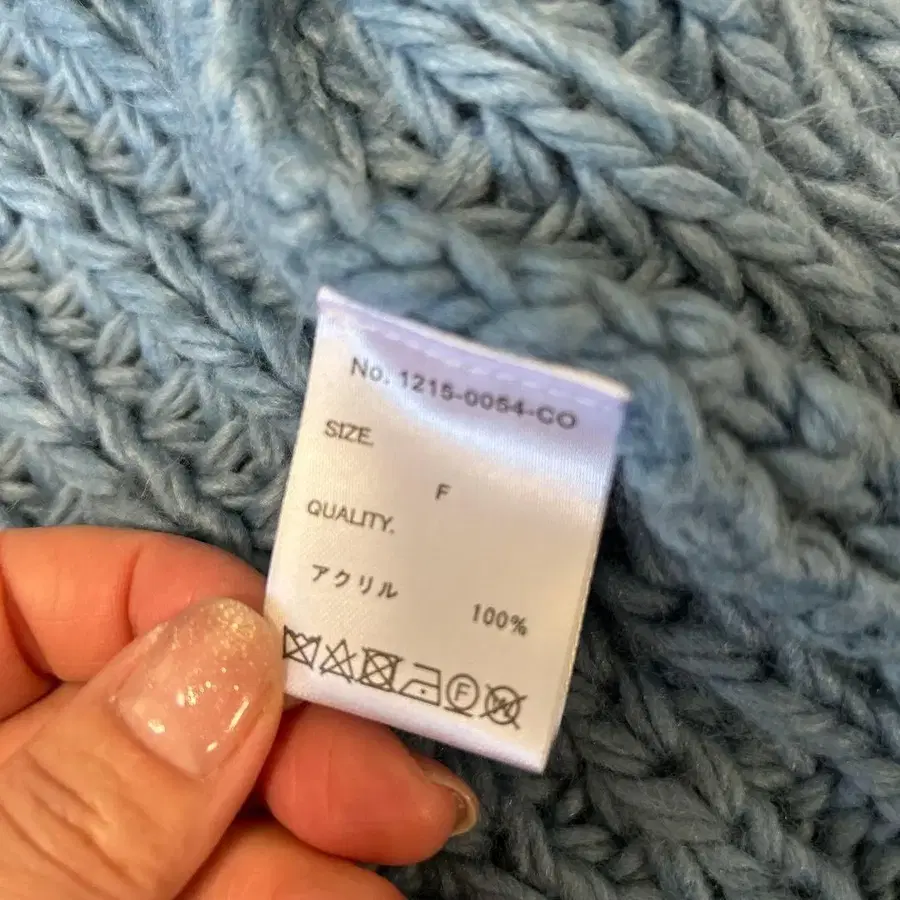 No. 1215-0054-CO
SIZE.
F
QUALITY.
アクリル 100%
F W